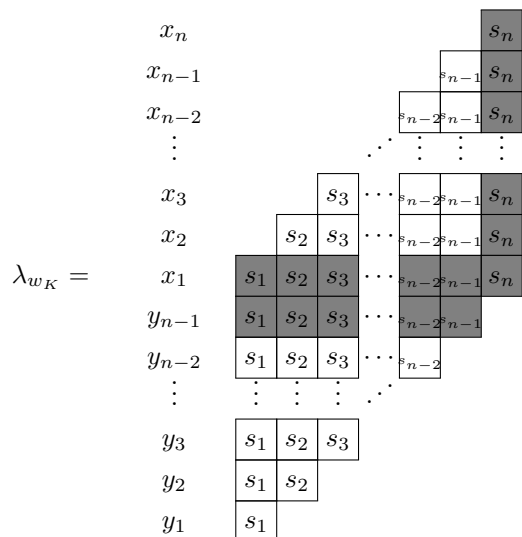 x_n s_n
x_{n-1} s_{n-1} s_n
x_{n-2} s_{n-2} s_{n-1} s_n
⋮ ⋰ ⋮ ⋮ ⋮
x_3 s_3 ⋯ s_{n-2} s_{n-1} s_n
x_2 s_2 s_3 ⋯ s_{n-2} s_{n-1} s_n
λ_{w_K} = x_1 s_1 s_2 s_3 ⋯ s_{n-2} s_{n-1} s_n
y_{n-1} s_1 s_2 s_3 ⋯ s_{n-2} s_{n-1}
y_{n-2} s_1 s_2 s_3 ⋯ s_{n-2}
⋮ ⋮ ⋮ ⋮ ⋰
y_3 s_1 s_2 s_3
y_2 s_1 s_2
y_1 s_1